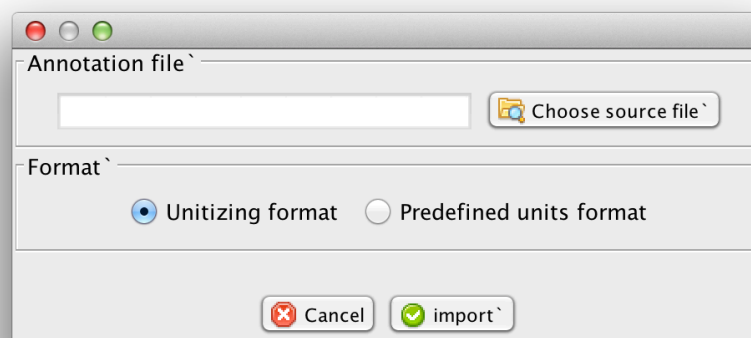 Annotation file`
Choose source file`
Format`
Unitizing format Predefined units format
Cancel import`